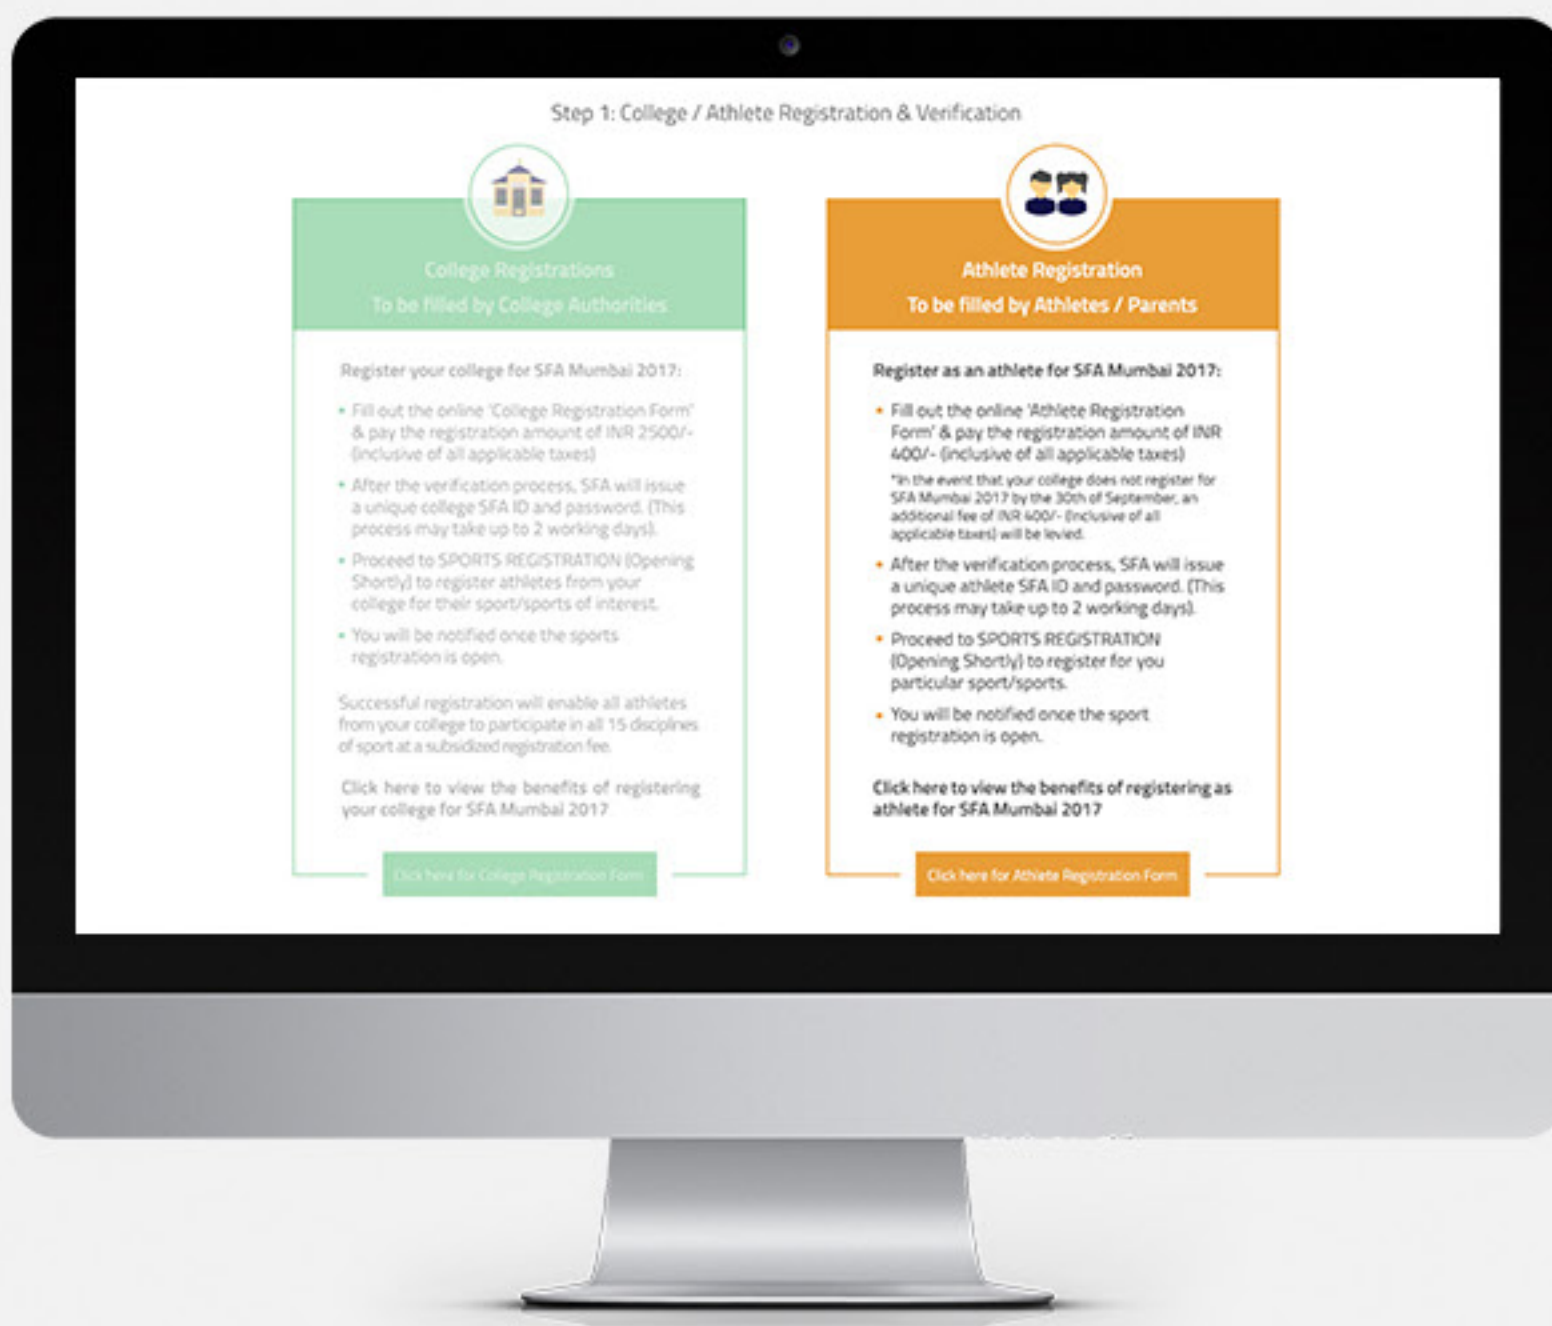 Step 1: College / Athlete Registration & Verification
College Registrations
To be filled by College Authorities
Register your college for SFA Mumbai 2017:
• Fill out the online 'College Registration Form'
& pay the registration amount of INR 2500/-
(inclusive of all applicable taxes)
• After the verification process, SFA will issue
a unique college SFA ID and password. (This
process may take up to 2 working days).
• Proceed to SPORTS REGISTRATION (Opening
Shortly) to register athletes from your
college for their sport/sports of interest.
• You will be notified once the sports
registration is open.
Successful registration will enable all athletes
from your college to participate in all 15 disciplines
of sport at a subsidized registration fee.
Click here to view the benefits of registering
your college for SFA Mumbai 2017
Click here for College Registration Form
Athlete Registration
To be filled by Athletes / Parents
Register as an athlete for SFA Mumbai 2017:
• Fill out the online 'Athlete Registration
Form' & pay the registration amount of INR
400/- (inclusive of all applicable taxes)
*In the event that your college does not register for
SFA Mumbai 2017 by the 30th of September, an
additional fee of INR 400/- (inclusive of all
applicable taxes) will be levied.
• After the verification process, SFA will issue
a unique athlete SFA ID and password. (This
process may take up to 2 working days).
• Proceed to SPORTS REGISTRATION
(Opening Shortly) to register for you
particular sport/sports.
• You will be notified once the sport
registration is open.
Click here to view the benefits of registering as
athlete for SFA Mumbai 2017
Click here for Athlete Registration Form